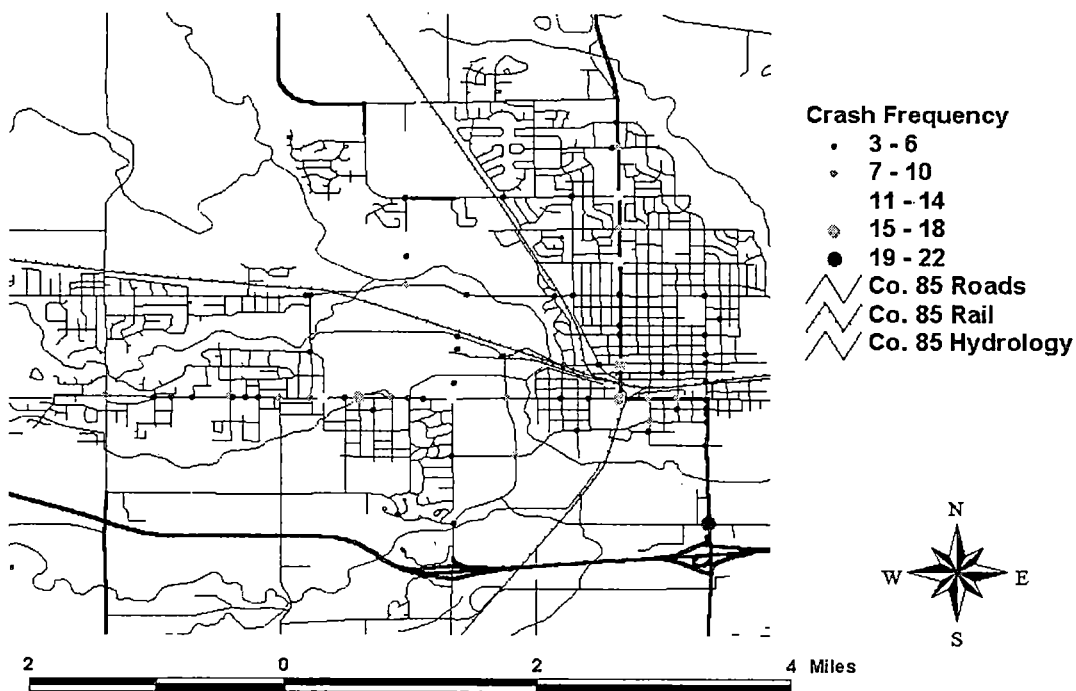 Crash Frequency
3 - 6
7 - 10
11 - 14
15 - 18
19 - 22
Co. 85 Roads
Co. 85 Rail
Co. 85 Hydrology
N
W E
S
2 0 2 4 Miles